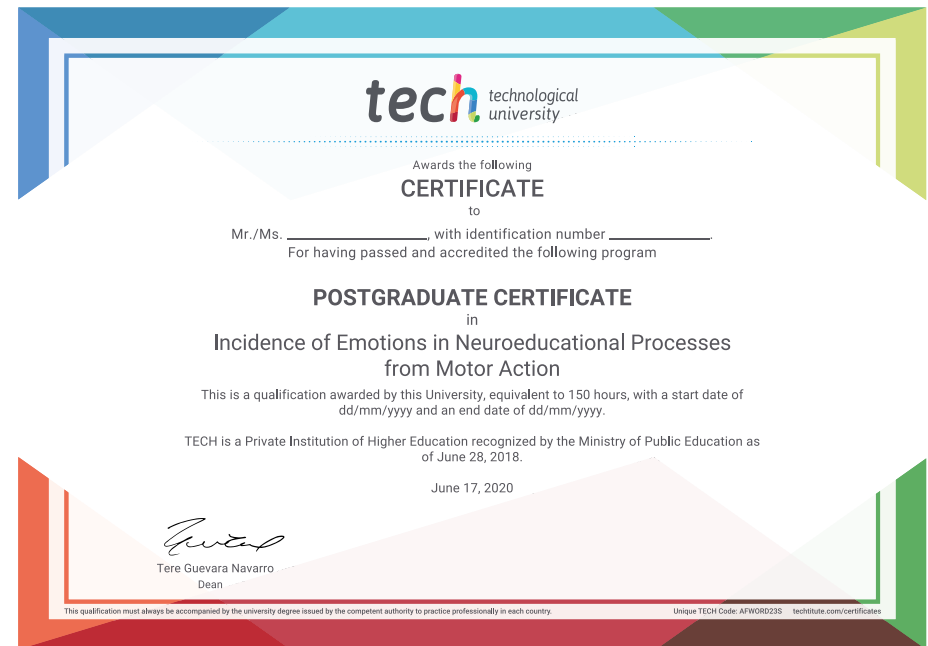 tech technological
university
Awards the following
CERTIFICATE
to
Mr./Ms. ____________________, with identification number ______________.
For having passed and accredited the following program
POSTGRADUATE CERTIFICATE
in
Incidence of Emotions in Neuroeducational Processes
from Motor Action
This is a qualification awarded by this University, equivalent to 150 hours, with a start date of
dd/mm/yyyy and an end date of dd/mm/yyyy.
TECH is a Private Institution of Higher Education recognized by the Ministry of Public Education as
of June 28, 2018.
June 17, 2020
Tere Guevara Navarro
Dean
This qualification must always be accompanied by the university degree issued by the competent authority to practice professionally in each country.
Unique TECH Code: AFWORD23S techtitute.com/certificates